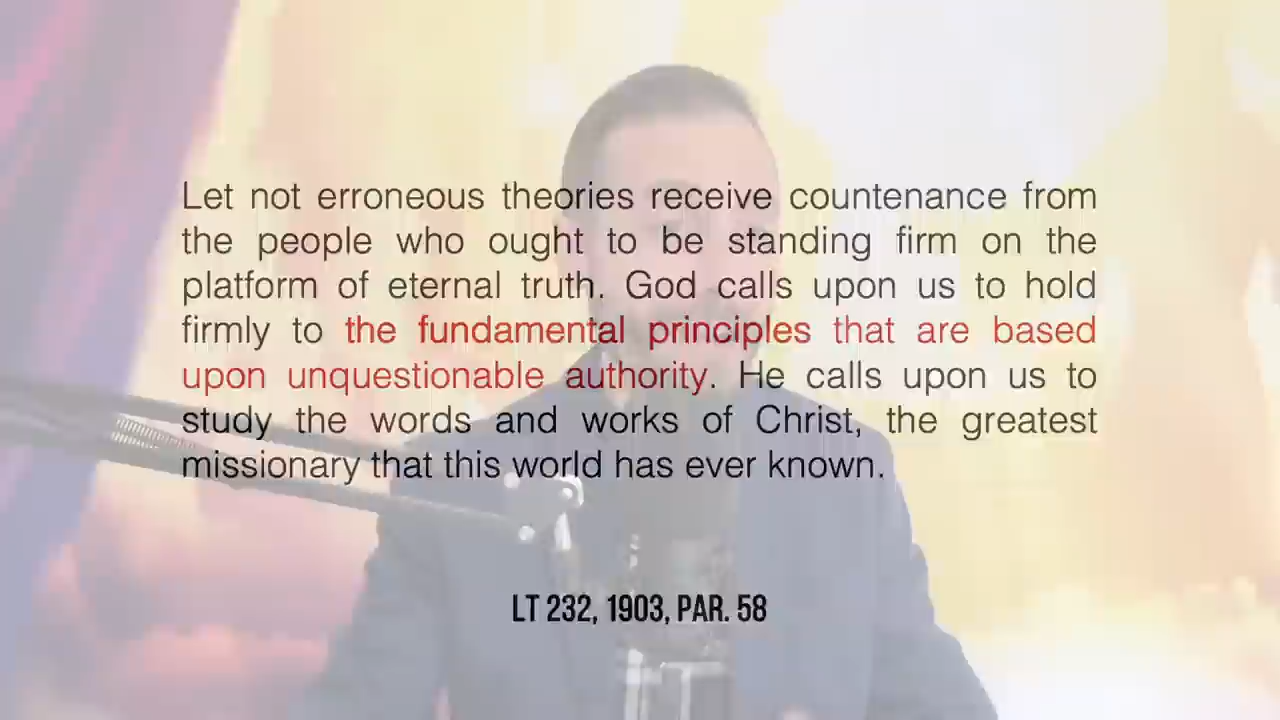 Let not erroneous theories receive countenance from
the people who ought to be standing firm on the
platform of eternal truth. God calls upon us to hold
firmly to the fundamental principles that are based
upon unquestionable authority. He calls upon us to
study the words and works of Christ, the greatest
missionary that this world has ever known.
LT 232, 1903, PAR. 58